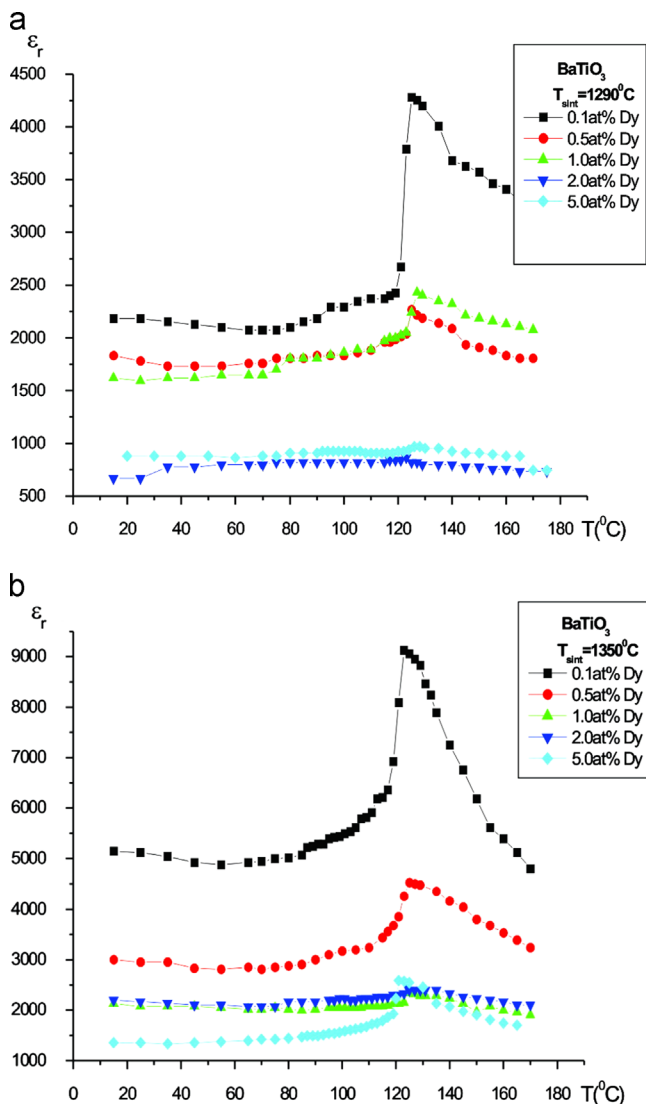 a
εr
4500
4000
3500
3000
2500
2000
1500
1000
500
0 20 40 60 80 100 120 140 160 180
T(⁰C)
BaTiO₃
Tsint=1290⁰C
0.1at% Dy
0.5at% Dy
1.0at% Dy
2.0at% Dy
5.0at% Dy
b
εr
9000
8000
7000
6000
5000
4000
3000
2000
1000
0 20 40 60 80 100 120 140 160 180
T(⁰C)
BaTiO₃
Tsint=1350⁰C
0.1at% Dy
0.5at% Dy
1.0at% Dy
2.0at% Dy
5.0at% Dy